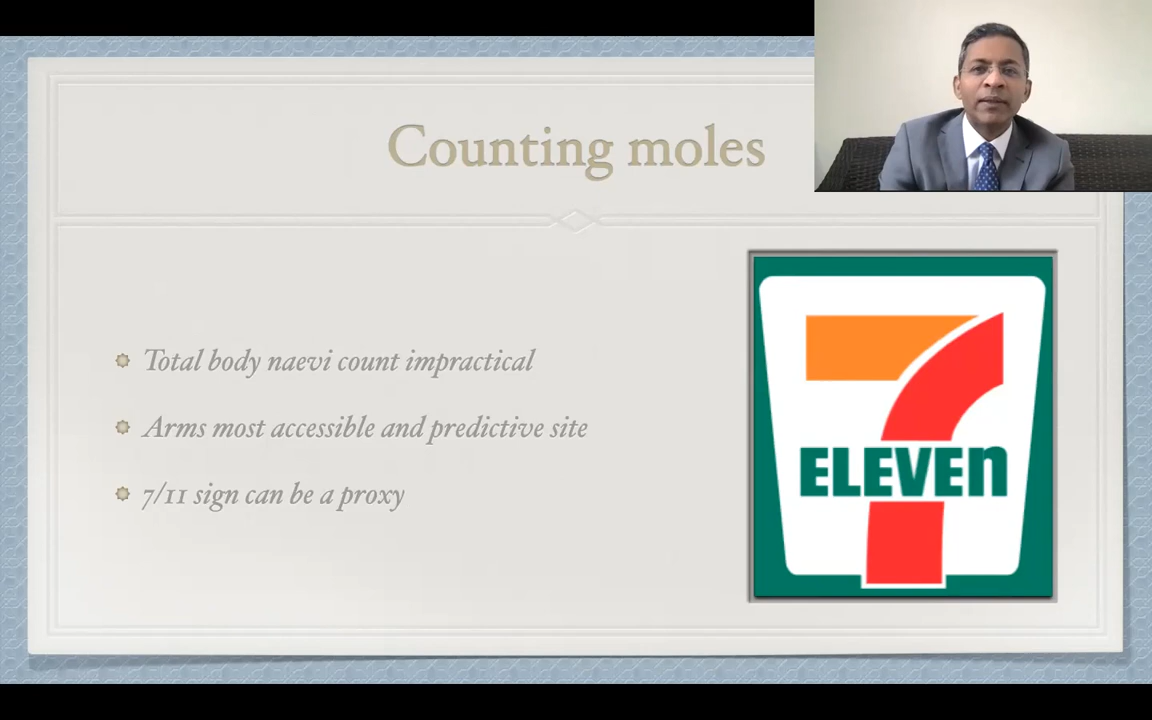 Counting moles
Total body naevi count impractical
Arms most accessible and predictive site
7/11 sign can be a proxy
7
ELEVEn